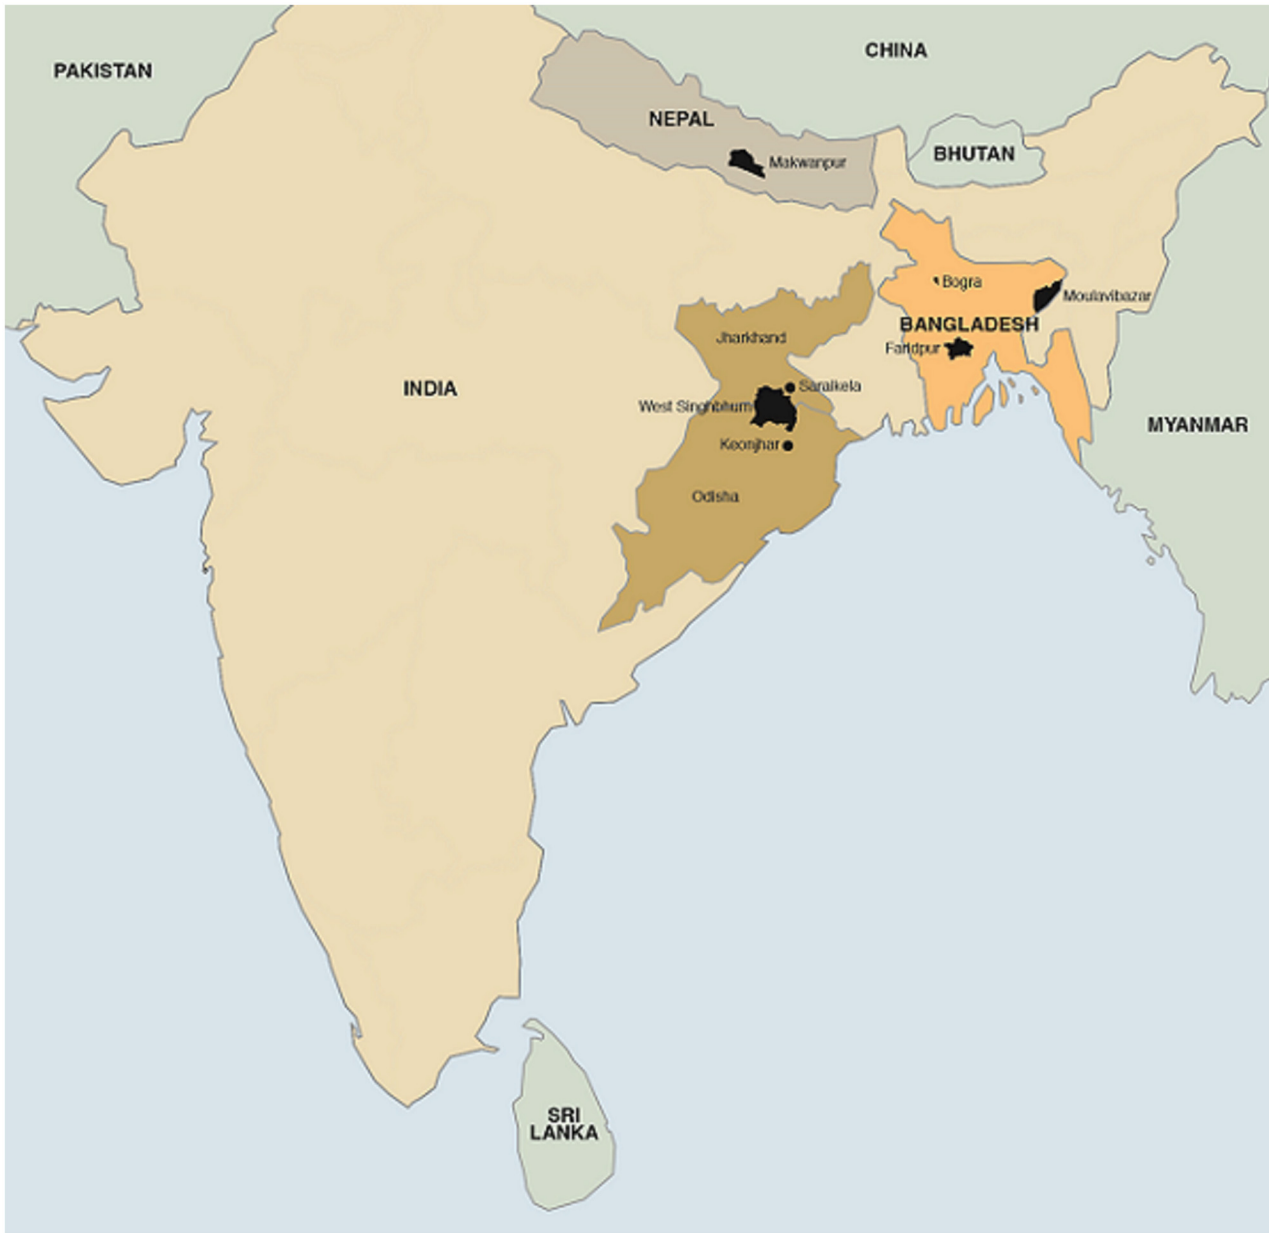 CHINA
PAKISTAN
NEPAL
BHUTAN
Makwanpur
Bogra
Moulavibazar
BANGLADESH
Jharkhand
Faridpur
INDIA
Saraikela
West Singhbhum
MYANMAR
Keonjhar
Odisha
SRI
LANKA